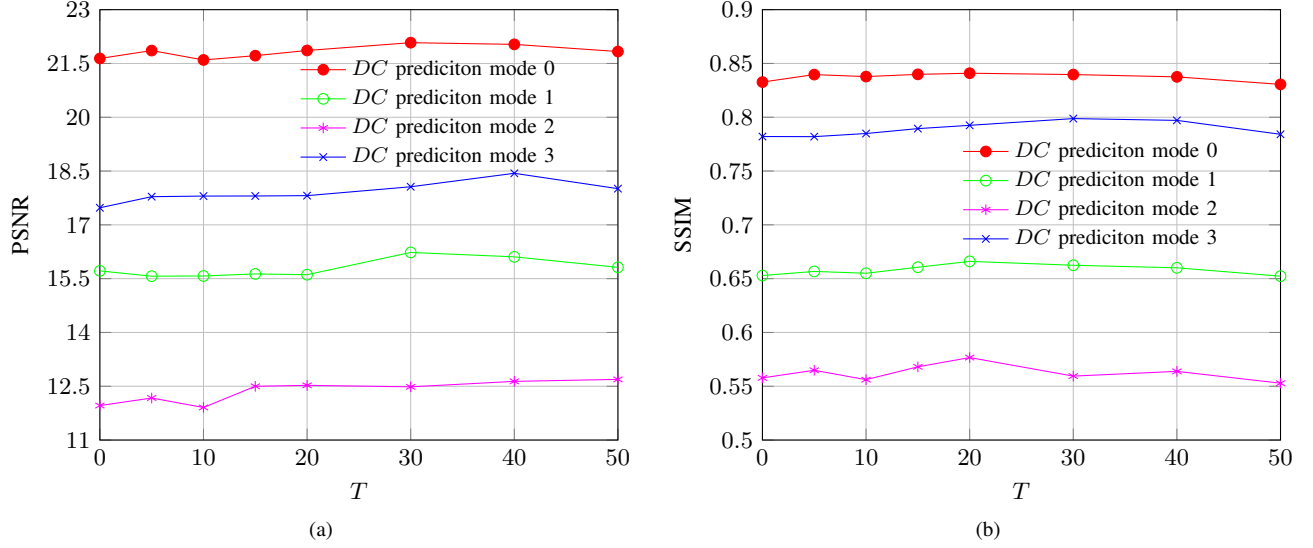 23
21.5
20
18.5
17
15.5
14
12.5
11
PSNR
DC prediciton mode 0
DC prediciton mode 1
DC prediciton mode 2
DC prediciton mode 3
0 10 20 30 40 50
T
(a)
0.9
0.85
0.8
0.75
0.7
0.65
0.6
0.55
0.5
SSIM
DC prediciton mode 0
DC prediciton mode 1
DC prediciton mode 2
DC prediciton mode 3
0 10 20 30 40 50
T
(b)